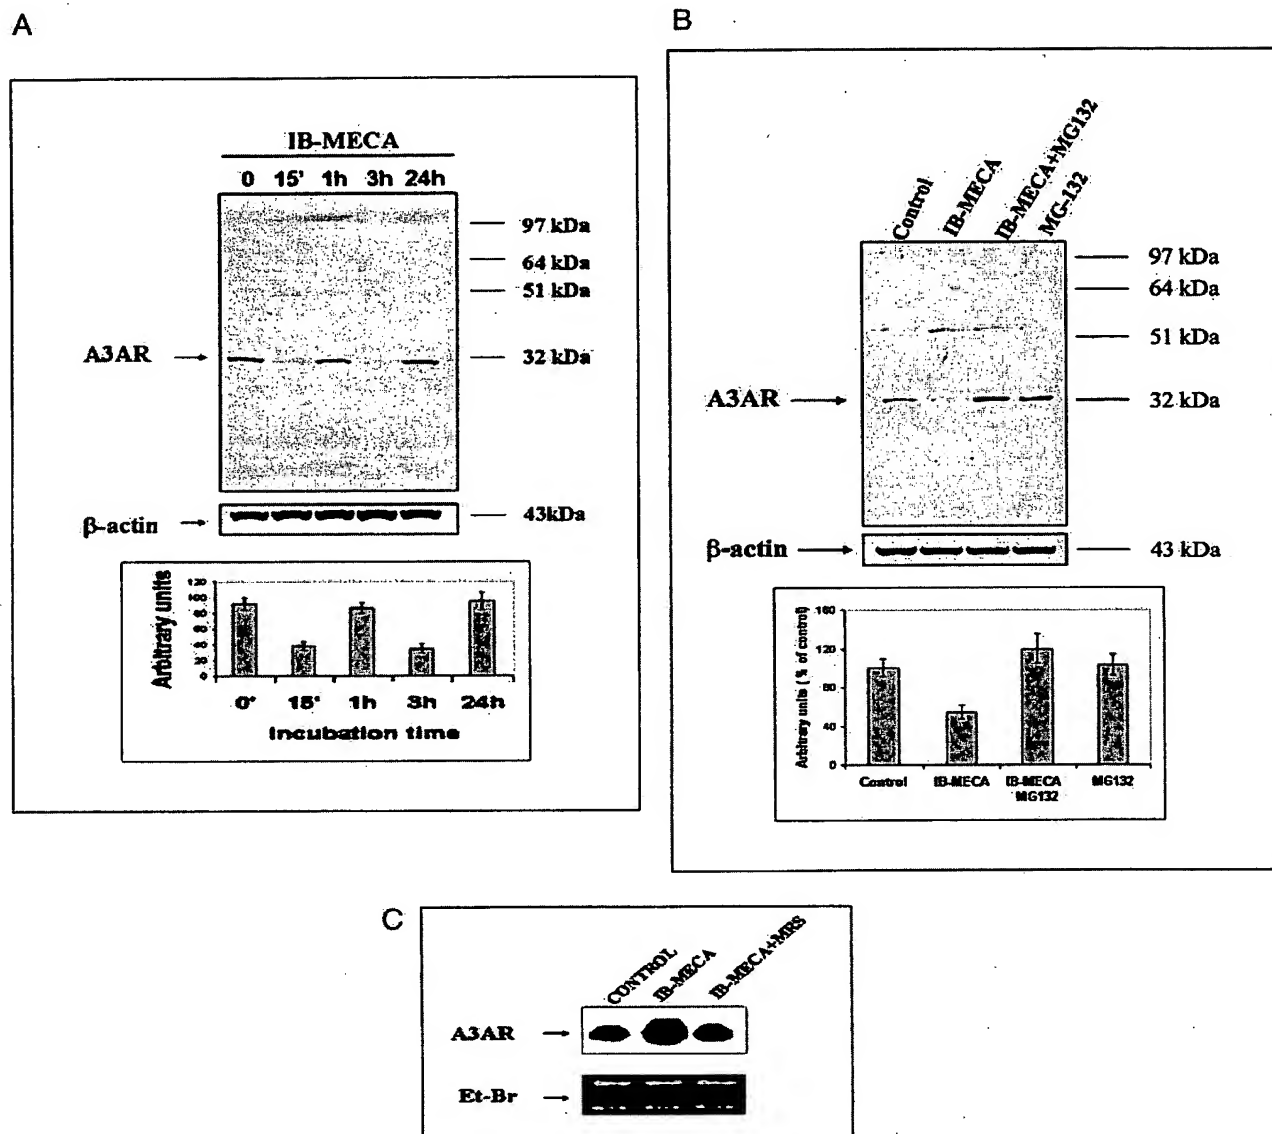 A
IB-MECA
0 15' 1h 3h 24h
97 kDa
64 kDa
51 kDa
A3AR
32 kDa
β-actin
43kDa
Arbitrary units
120
100
0
0' 15' 1h 3h 24h
Incubation time
B
Control
IB-MECA
IB-MECA+MG132
MG-132
97 kDa
64 kDa
51 kDa
A3AR
32 kDa
β-actin
43 kDa
Arbitrary units ( % of control)
160
120
80
40
0
Control IB-MECA IB-MECA MG132
MG132
C
CONTROL
IB-MECA
IB-MECA+MRS
A3AR
Et-Br